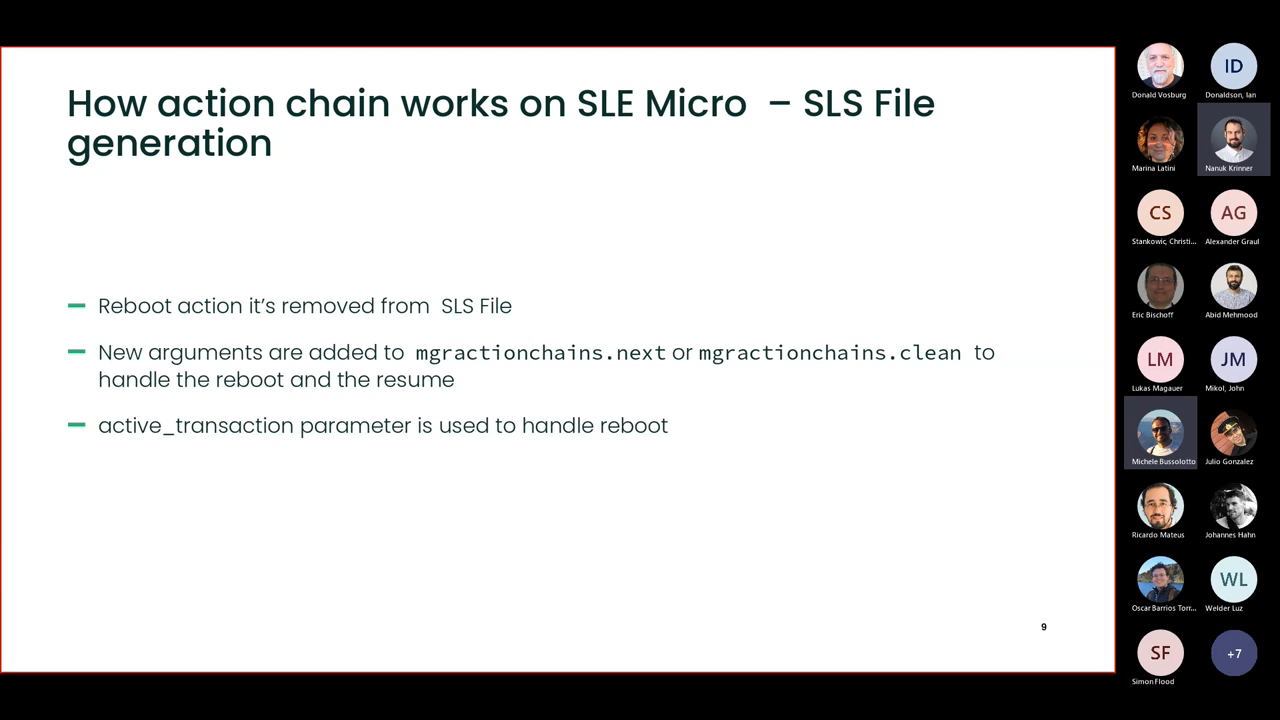 How action chain works on SLE Micro – SLS File
generation
Reboot action it's removed from SLS File
New arguments are added to mgractionchains.next or mgractionchains.clean to
handle the reboot and the resume
active_transaction parameter is used to handle reboot
9
ID
Donald Vosburg
Donaldson, Ian
Marina Latini
Nanuk Krinner
CS
AG
Stankowic, Christi...
Alexander Graul
Eric Bischoff
Abid Mehmood
LM
JM
Lukas Magauer
Mikol, John
Michele Bussolotto
Julio Gonzalez
Ricardo Mateus
Johannes Hahn
WL
Oscar Barrios Torr...
Welder Luz
SF
+7
Simon Flood